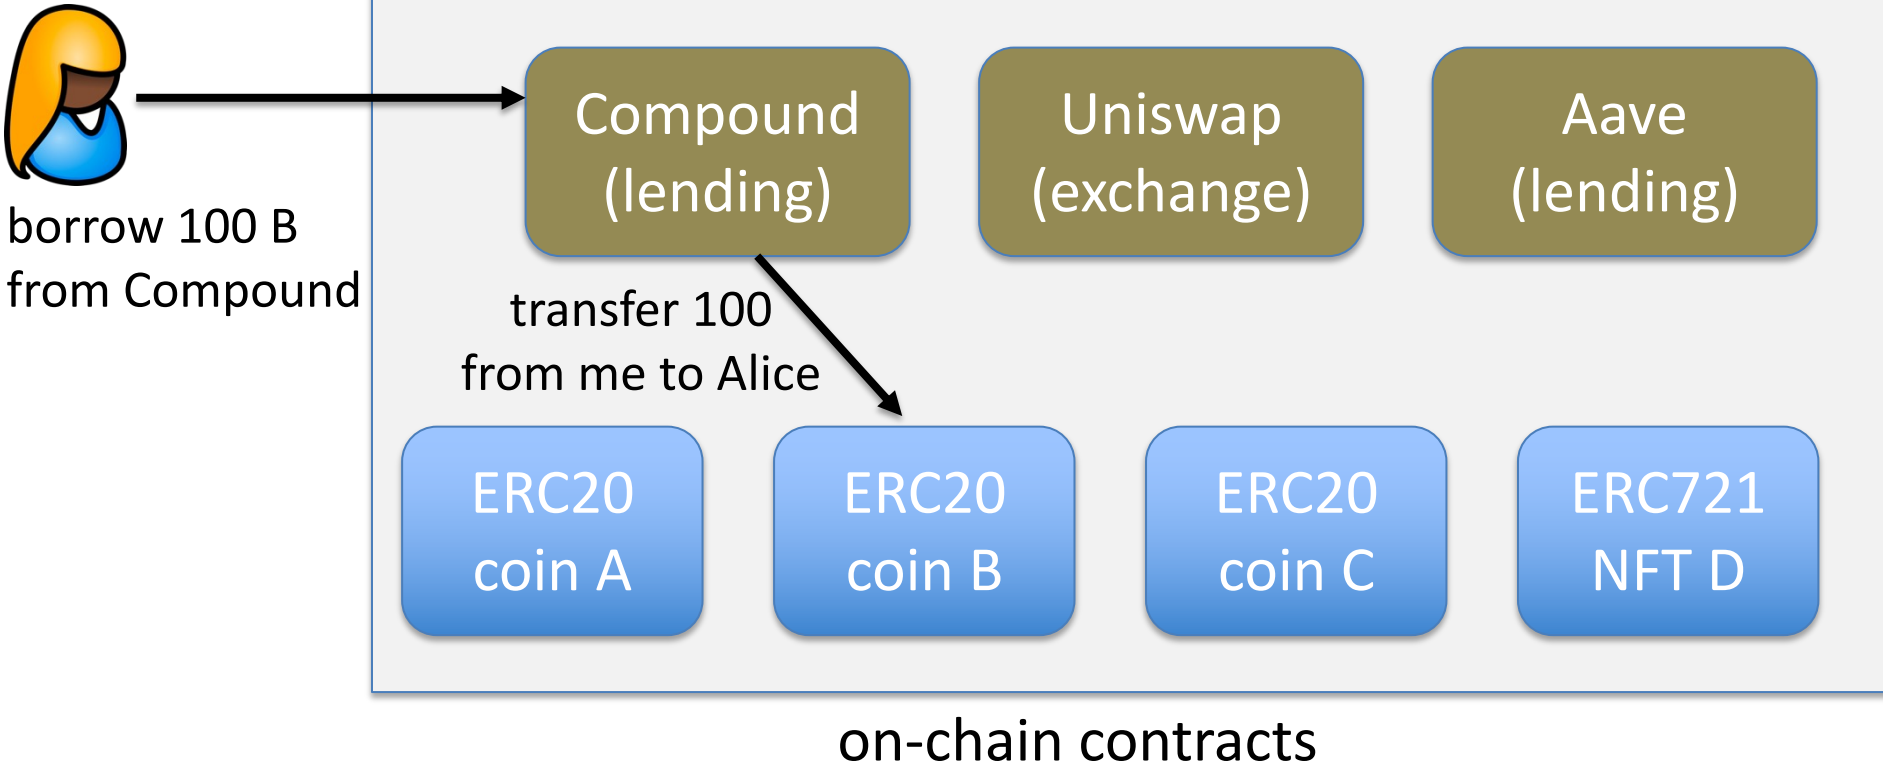 Compound
(lending)
Uniswap
(exchange)
Aave
(lending)
borrow 100 B
from Compound
transfer 100
from me to Alice
ERC20
coin A
ERC20
coin B
ERC20
coin C
ERC721
NFT D
on-chain contracts